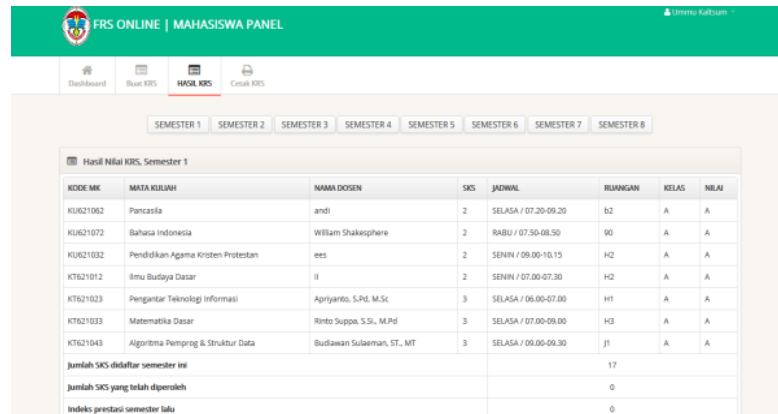 FRS ONLINE | MAHASISWA PANEL
Ummu Kaltsum
Dashboard Buat KRS HASIL KRS Cetak KRS
SEMESTER 1 SEMESTER 2 SEMESTER 3 SEMESTER 4 SEMESTER 5 SEMESTER 6 SEMESTER 7 SEMESTER 8
Hasil Nilai KRS, Semester 1
KODE MK MATA KULIAH NAMA DOSEN SKS JADWAL RUANGAN KELAS NILAI
KU621062 Pancasila andi 2 SELASA / 07.20-09.20 b2 A A
KU621072 Bahasa Indonesia William Shakesphere 2 RABU / 07.50-08.50 90 A A
KU621032 Pendidikan Agama Kristen Protestan ees 2 SENIN / 09.00-10.15 H2 A A
KT621012 Ilmu Budaya Dasar II 2 SENIN / 07.00-07.30 H2 A A
KT621023 Pengantar Teknologi Informasi Apriyanto, S.Pd, M.Sc 3 SELASA / 06.00-07.00 H1 A A
KT621033 Matematika Dasar Rinto Suppa, S.Si., M.Pd 3 SELASA / 07.00-09.00 H3 A A
KT621043 Algoritma Pemprog & Struktur Data Budiawan Sulaeman, ST., MT 3 SELASA / 09.00-09.30 J1 A A
Jumlah SKS didaftar semester ini 17
Jumlah SKS yang telah diperoleh 0
Indeks prestasi semester lalu 0